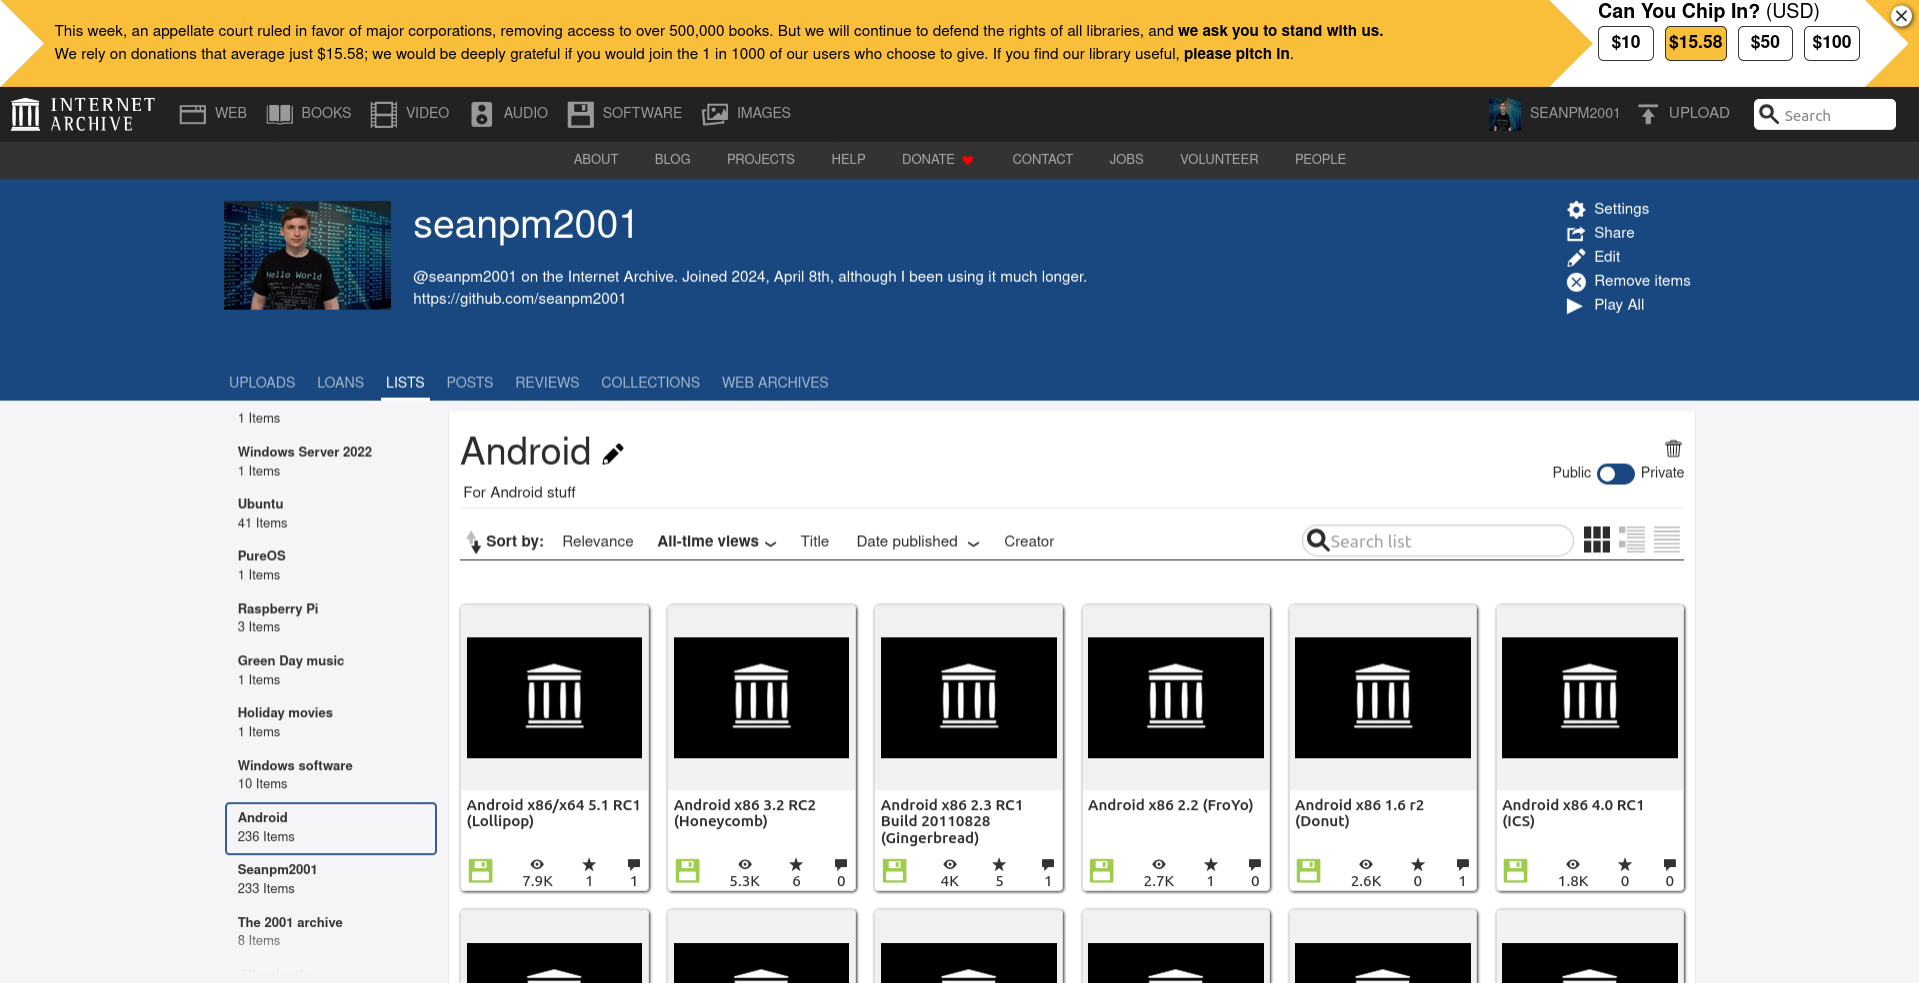 This week, an appellate court ruled in favor of major corporations, removing access to over 500,000 books. But we will continue to defend the rights of all libraries, and we ask you to stand with us.
We rely on donations that average just $15.58; we would be deeply grateful if you would join the 1 in 1000 of our users who choose to give. If you find our library useful, please pitch in.
Can You Chip In? (USD)
$10 $15.58 $50 $100
INTERNET ARCHIVE
WEB BOOKS VIDEO AUDIO SOFTWARE IMAGES SEANPM2001 UPLOAD Search
ABOUT BLOG PROJECTS HELP DONATE CONTACT JOBS VOLUNTEER PEOPLE
Hello World
seanpm2001
@seanpm2001 on the Internet Archive. Joined 2024, April 8th, although I been using it much longer.
https://github.com/seanpm2001
Settings
Share
Edit
Remove items
Play All
UPLOADS LOANS LISTS POSTS REVIEWS COLLECTIONS WEB ARCHIVES
1 Items
Windows Server 2022
1 Items
Ubuntu
41 Items
PureOS
1 Items
Raspberry Pi
3 Items
Green Day music
1 Items
Holiday movies
1 Items
Windows software
10 Items
Android
236 Items
Seanpm2001
233 Items
The 2001 archive
8 Items
Android
Public Private
For Android stuff
Sort by: Relevance All-time views Title Date published Creator Search list
Android x86/x64 5.1 RC1
(Lollipop)
7.9K 1 1
Android x86 3.2 RC2
(Honeycomb)
5.3K 6 0
Android x86 2.3 RC1
Build 20110828
(Gingerbread)
4K 5 1
Android x86 2.2 (FroYo)
2.7K 1 0
Android x86 1.6 r2
(Donut)
2.6K 0 1
Android x86 4.0 RC1
(ICS)
1.8K 0 0